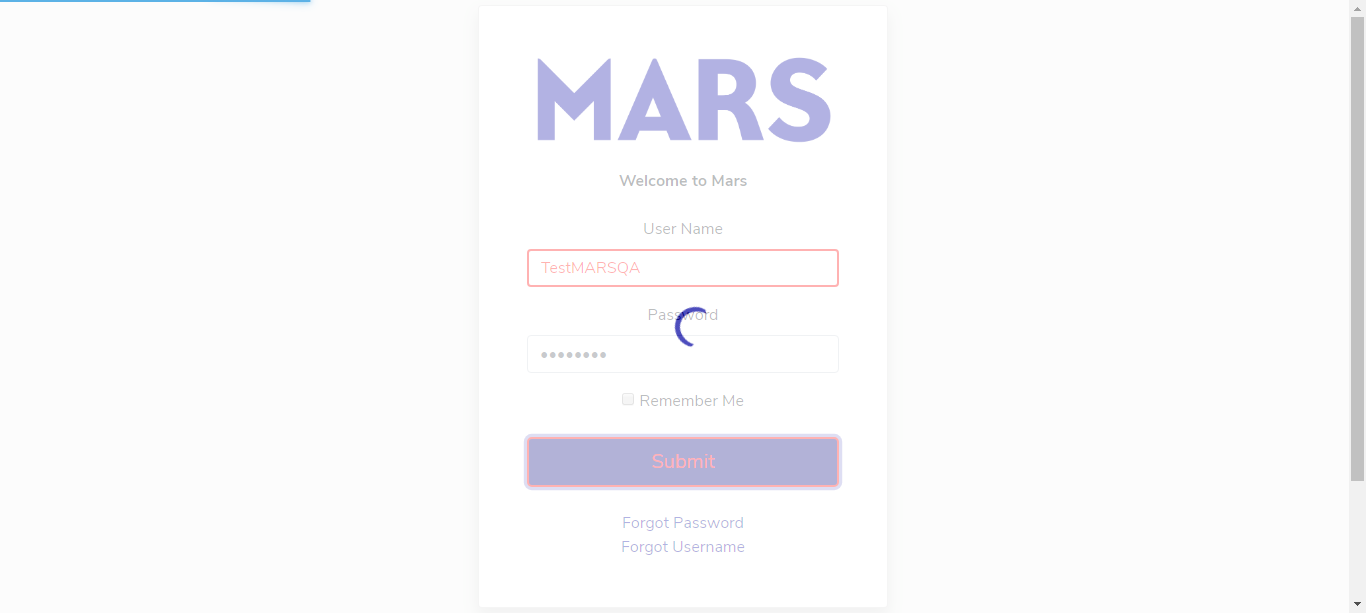 MARS
Welcome to Mars
User Name
TestMARSQA
Password
••••••••
Remember Me
Submit
Forgot Password
Forgot Username